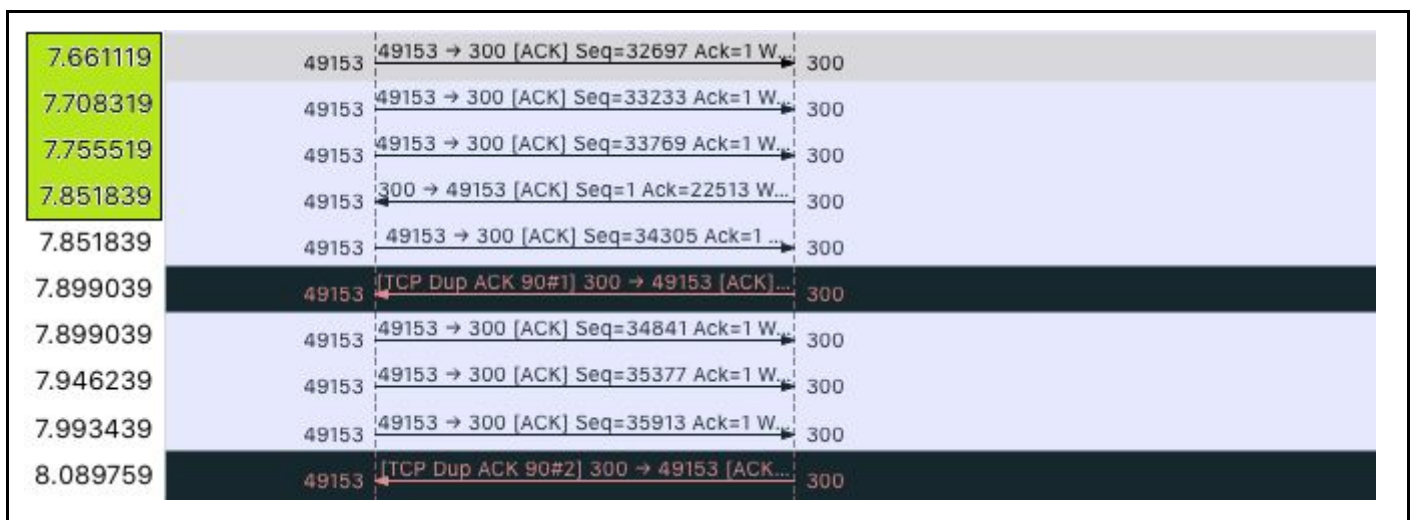 7.661119 49153 49153 → 300 [ACK] Seq=32697 Ack=1 W... 300
7.708319 49153 49153 → 300 [ACK] Seq=33233 Ack=1 W... 300
7.755519 49153 49153 → 300 [ACK] Seq=33769 Ack=1 W... 300
7.851839 49153 300 → 49153 [ACK] Seq=1 Ack=22513 W... 300
7.851839 49153 49153 → 300 [ACK] Seq=34305 Ack=1 ... 300
7.899039 49153 [TCP Dup ACK 90#1] 300 → 49153 [ACK]... 300
7.899039 49153 49153 → 300 [ACK] Seq=34841 Ack=1 W... 300
7.946239 49153 49153 → 300 [ACK] Seq=35377 Ack=1 W... 300
7.993439 49153 49153 → 300 [ACK] Seq=35913 Ack=1 W... 300
8.089759 49153 [TCP Dup ACK 90#2] 300 → 49153 [ACK... 300